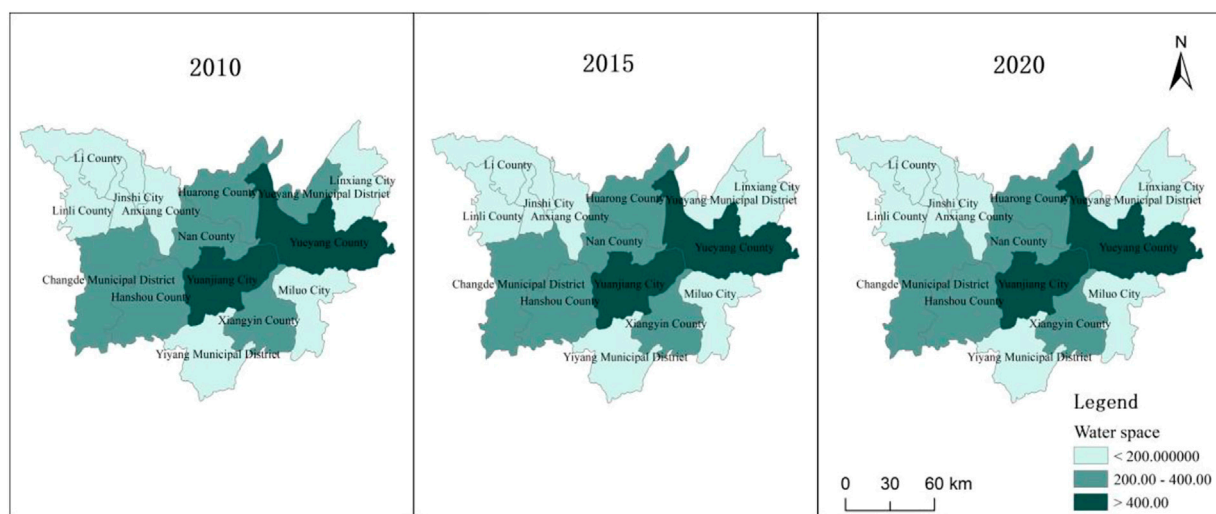 2010
Li County
Jinshi City
Linli County
Anxiang County
Huarong County
Linxiang City
Yueyang Municipal District
Nan County
Yueyang County
Changde Municipal District
Yuanjiang City
Hanshou County
Xiangyin County
Miluo City
Yiyang Municipal District
2015
Li County
Jinshi City
Linli County
Anxiang County
Huarong County
Linxiang City
Yueyang Municipal District
Nan County
Yueyang County
Changde Municipal District
Yuanjiang City
Hanshou County
Xiangyin County
Miluo City
Yiyang Municipal District
2020
N
Li County
Jinshi City
Linli County
Anxiang County
Huarong County
Linxiang City
Yueyang Municipal District
Nan County
Yueyang County
Changde Municipal District
Yuanjiang City
Hanshou County
Xiangyin County
Miluo City
Yiyang Municipal District
Legend
Water space
< 200.000000
200.00 - 400.00
> 400.00
0 30 60 km